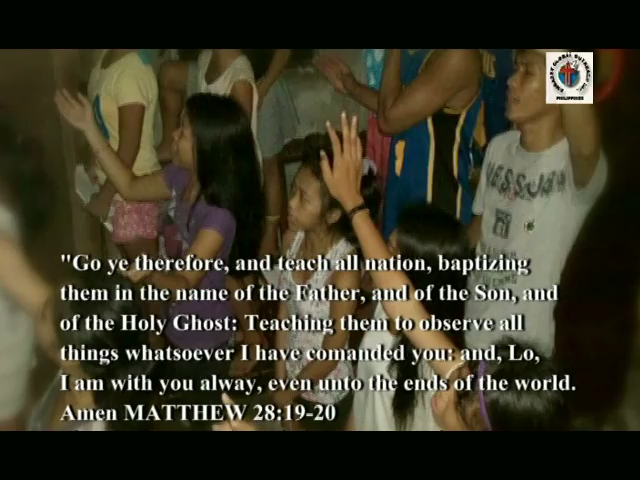 PHILIPPINES
"Go ye therefore, and teach all nation, baptizing
them in the name of the Father, and of the Son, and
of the Holy Ghost: Teaching them to observe all
things whatsoever I have comanded you: and, Lo,
I am with you alway, even unto the ends of the world.
Amen MATTHEW 28:19-20